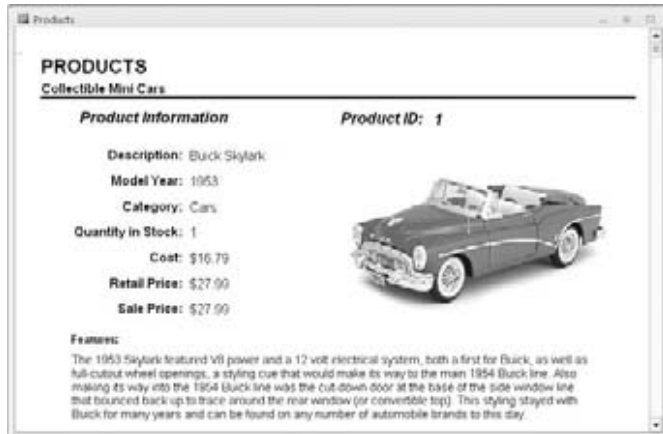 Products
PRODUCTS
Collectible Mini Cars
Product Information
Product ID: 1
Description: Buick Skylark
Model Year: 1953
Category: Cars
Quantity in Stock: 1
Cost: $16.79
Retail Price: $27.99
Sale Price: $27.99
Features:
The 1953 Skylark featured V8 power and a 12 volt electrical system, both a first for Buick, as well as
full-cutout wheel openings, a styling cue that would make its way to the main 1954 Buick line. Also
making its way into the 1954 Buick line was the cut-down door at the base of the side window line
that bounced back up to trace around the rear window (or convertible top). This styling stayed with
Buick for many years and can be found on any number of automobile brands to this day.